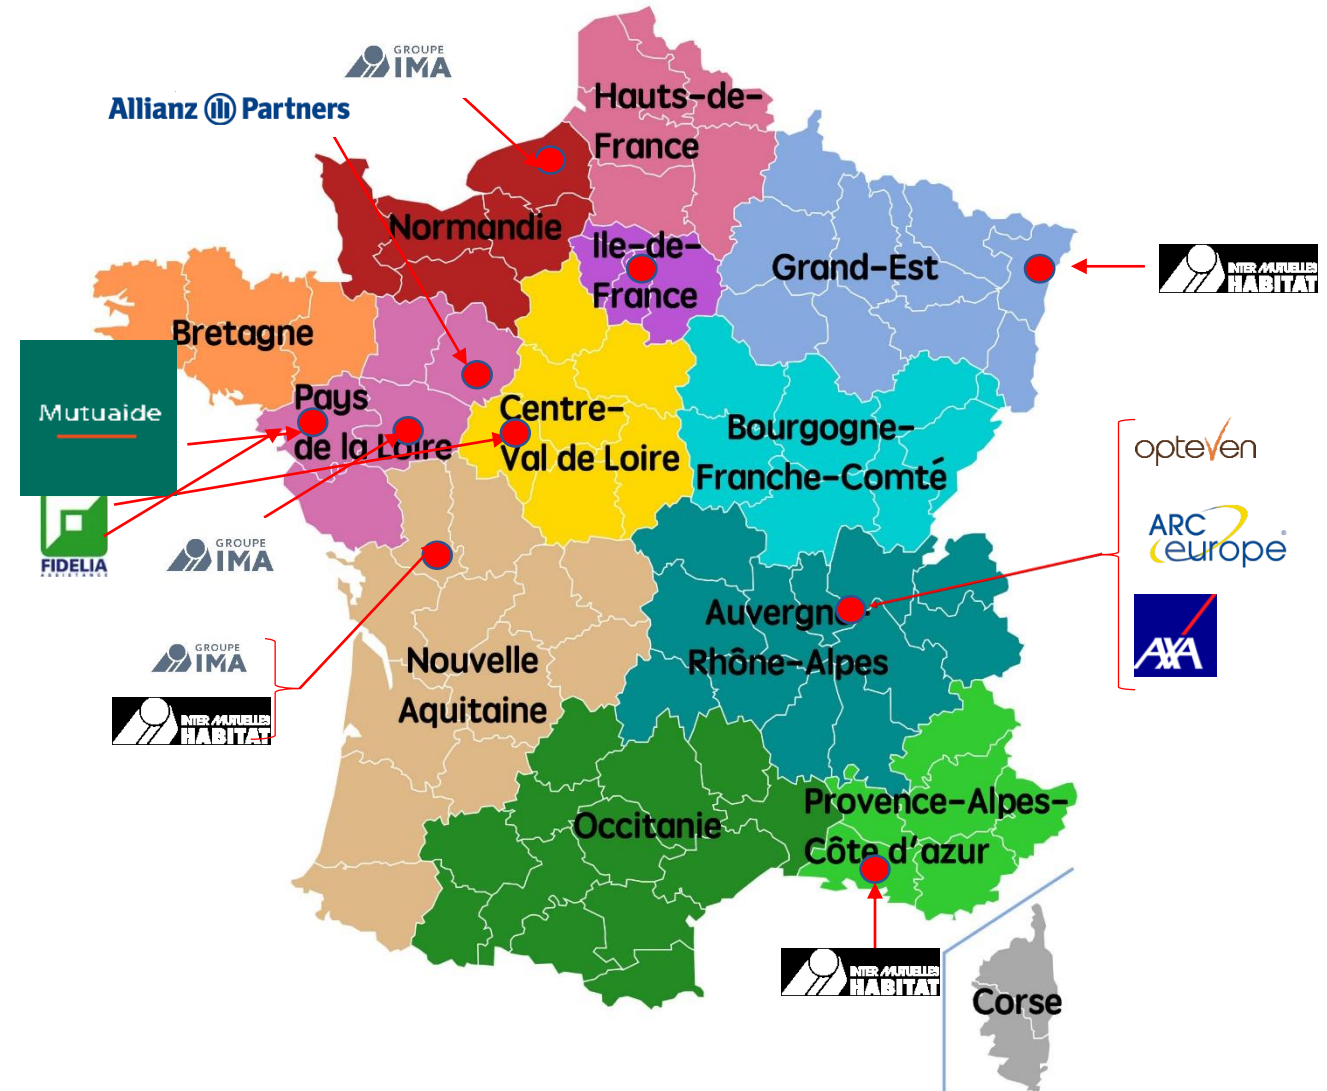 GROUPE
IMA
Allianz Partners
Hauts-de-
France
Normandie
Ile-de-
France
Grand-Est
INTER MUTUELLES
HABITAT
Bretagne
Mutuaide
Pays
de la Loire
Centre-
Val de Loire
Bourgogne-
Franche-Comté
opteven
ARC
europe
AXA
FIDELIA
ASSISTANCE
GROUPE
IMA
GROUPE
IMA
INTER MUTUELLES
HABITAT
Auvergne-
Rhône-Alpes
Nouvelle
Aquitaine
Occitanie
Provence-Alpes-
Côte d'azur
INTER MUTUELLES
HABITAT
Corse